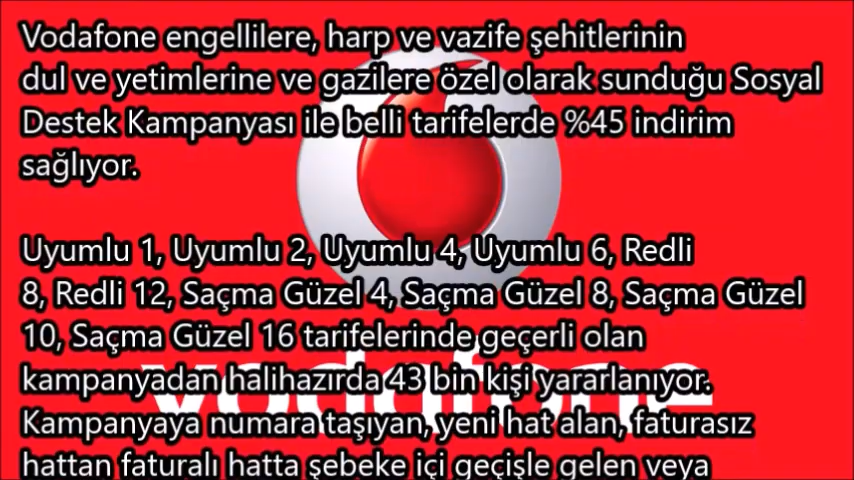 Vodafone engellilere, harp ve vazife şehitlerinin
dul ve yetimlerine ve gazilere özel olarak sunduğu Sosyal
Destek Kampanyası ile belli tarifelerde %45 indirim
sağlıyor.
Uyumlu 1, Uyumlu 2, Uyumlu 4, Uyumlu 6, Redli
8, Redli 12, Saçma Güzel 4, Saçma Güzel 8, Saçma Güzel
10, Saçma Güzel 16 tarifelerinde geçerli olan
kampanyadan halihazırda 43 bin kişi yararlanıyor.
vodafone
Kampanyaya numara taşıyan, yeni hat alan, faturasız
hattan faturalı hatta şebeke içi geçişle gelen veya